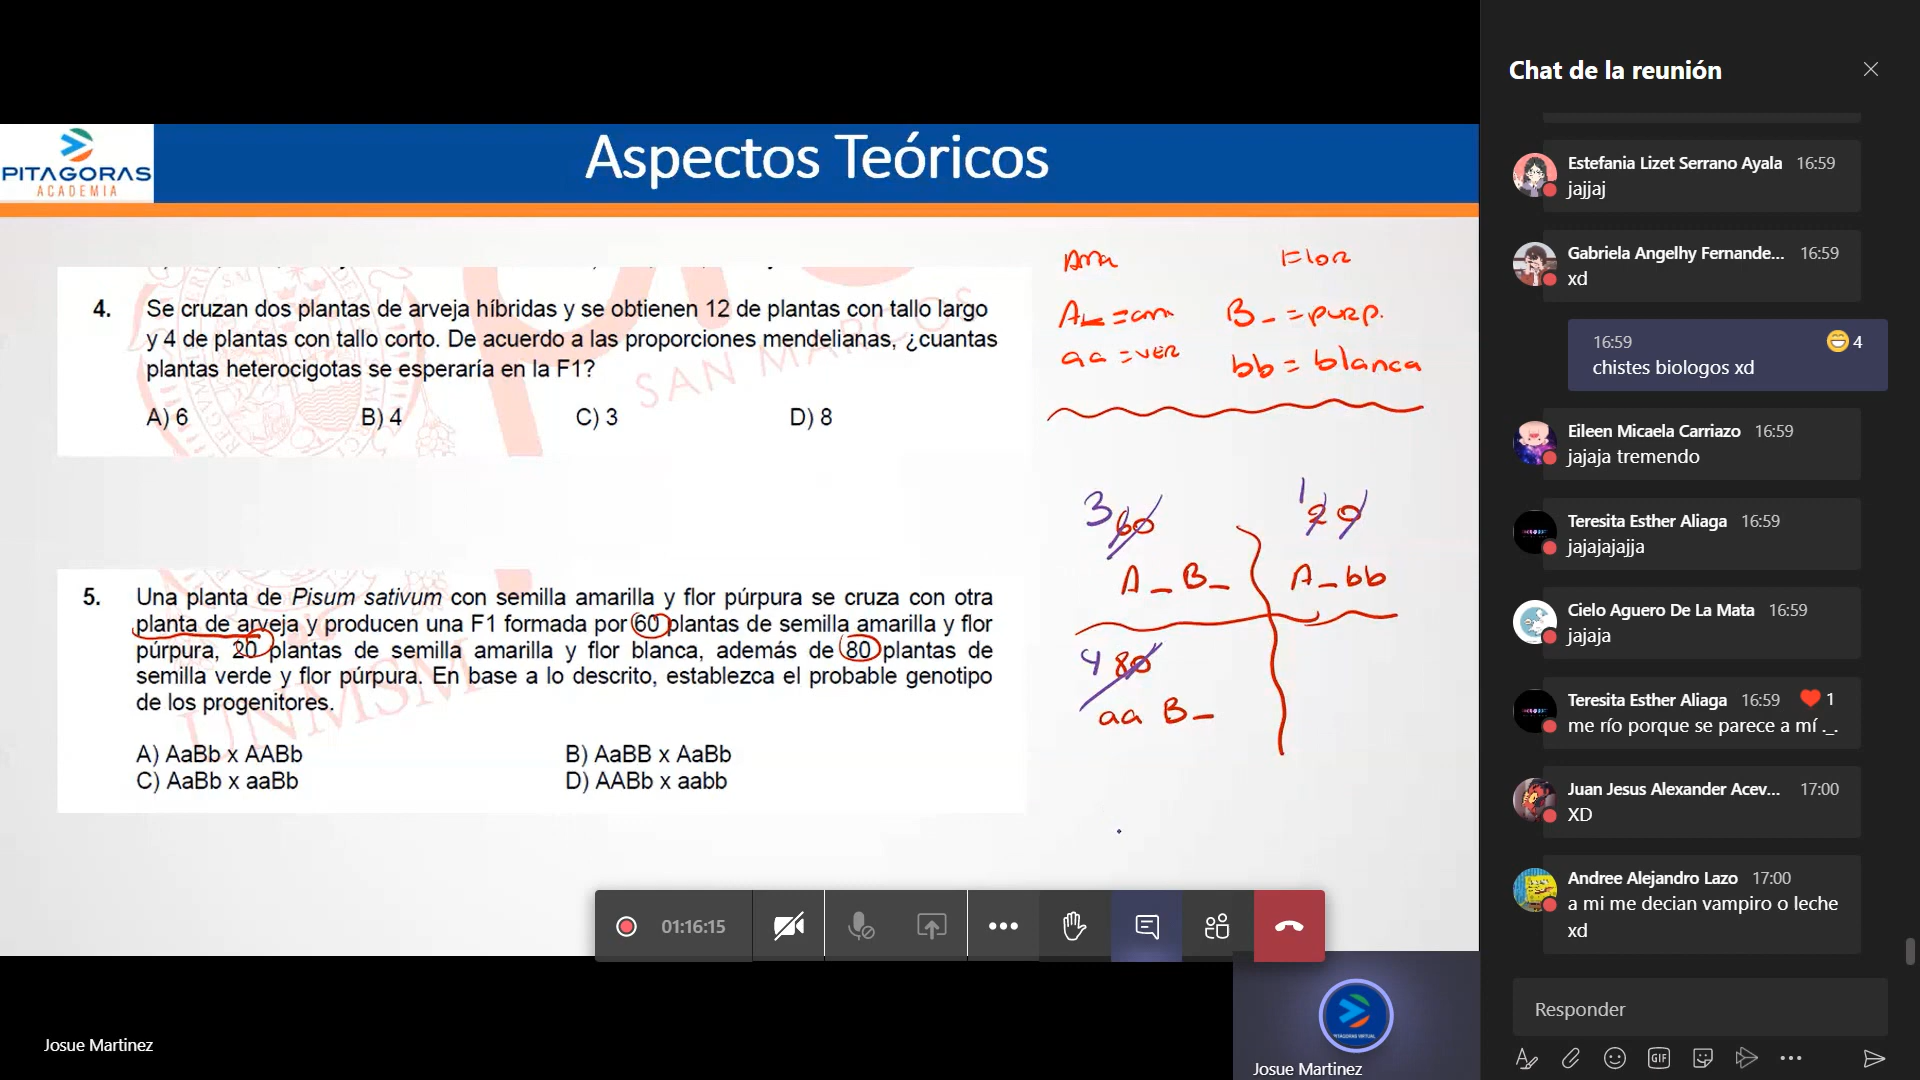 PITAGORAS
ACADEMIA
Aspectos Teóricos
4. Se cruzan dos plantas de arveja híbridas y se obtienen 12 de plantas con tallo largo
y 4 de plantas con tallo corto. De acuerdo a las proporciones mendelianas, ¿cuantas
plantas heterocigotas se esperaría en la F1?
A) 6 B) 4 C) 3 D) 8
SAN MARCOS
5. Una planta de Pisum sativum con semilla amarilla y flor púrpura se cruza con otra
planta de arveja y producen una F1 formada por 60 plantas de semilla amarilla y flor
púrpura, 20 plantas de semilla amarilla y flor blanca, además de 80 plantas de
semilla verde y flor púrpura. En base a lo descrito, establezca el probable genotipo
de los progenitores.
UNMSM
A) AaBb x AABb B) AaBB x AaBb
C) AaBb x aaBb D) AABb x aabb
Flor
B_ = purp.
aa = ver bb = blanca
3 60 1 20
A_B_ A_bb
4 80
aa B_
01:16:15
Josue Martinez
Josue Martinez
Chat de la reunión
Estefania Lizet Serrano Ayala 16:59
jajjaj
Gabriela Angelhy Fernande... 16:59
xd
16:59 4
chistes biologos xd
Eileen Micaela Carriazo 16:59
jajaja tremendo
Teresita Esther Aliaga 16:59
jajajajajja
Cielo Aguero De La Mata 16:59
jajaja
Teresita Esther Aliaga 16:59 1
me río porque se parece a mí ._.
Juan Jesus Alexander Acev... 17:00
XD
Andree Alejandro Lazo 17:00
a mi me decian vampiro o leche
xd
Responder
GIF